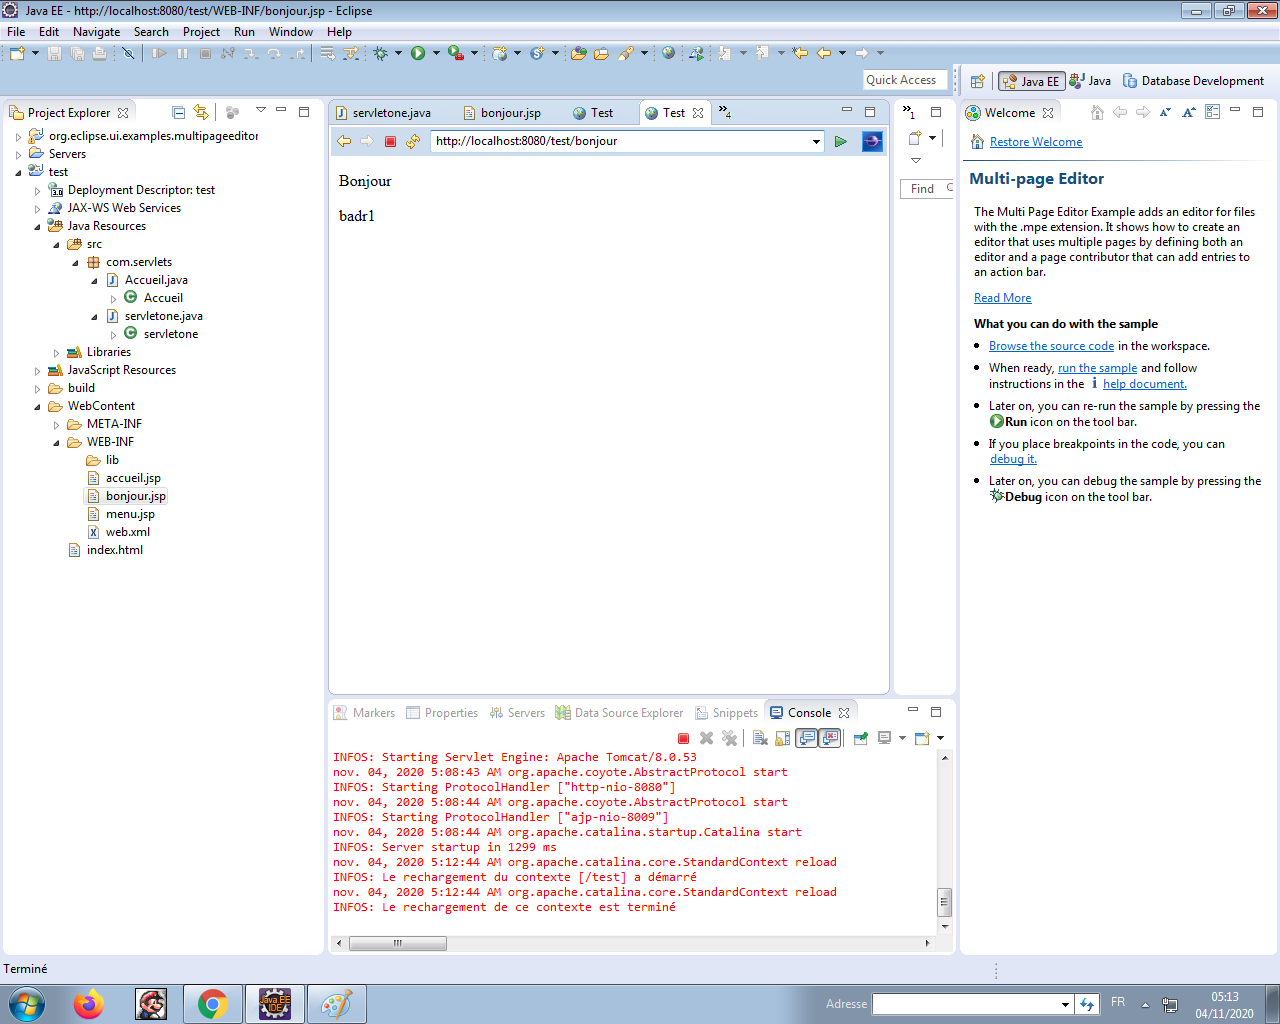 Java EE - http://localhost:8080/test/WEB-INF/bonjour.jsp - Eclipse
File Edit Navigate Search Project Run Window Help
Quick Access
Java EE
Java
Database Development
Project Explorer
org.eclipse.ui.examples.multipageeditor
Servers
test
Deployment Descriptor: test
JAX-WS Web Services
Java Resources
src
com.servlets
Accueil.java
Accueil
servletone.java
servletone
Libraries
JavaScript Resources
build
WebContent
META-INF
WEB-INF
lib
accueil.jsp
bonjour.jsp
menu.jsp
web.xml
index.html
servletone.java bonjour.jsp Test Test »4
http://localhost:8080/test/bonjour
Bonjour
badr1
»1
Find
Welcome
Restore Welcome
Multi-page Editor
The Multi Page Editor Example adds an editor for files
with the .mpe extension. It shows how to create an
editor that uses multiple pages by defining both an
editor and a page contributor that can add entries to
an action bar.
Read More
What you can do with the sample
Browse the source code in the workspace.
When ready, run the sample and follow
instructions in the help document.
Later on, you can re-run the sample by pressing the
Run icon on the tool bar.
If you place breakpoints in the code, you can
debug it.
Later on, you can debug the sample by pressing the
Debug icon on the tool bar.
Markers Properties Servers Data Source Explorer Snippets Console
INFOS: Starting Servlet Engine: Apache Tomcat/8.0.53
nov. 04, 2020 5:08:43 AM org.apache.coyote.AbstractProtocol start
INFOS: Starting ProtocolHandler ["http-nio-8080"]
nov. 04, 2020 5:08:44 AM org.apache.coyote.AbstractProtocol start
INFOS: Starting ProtocolHandler ["ajp-nio-8009"]
nov. 04, 2020 5:08:44 AM org.apache.catalina.startup.Catalina start
INFOS: Server startup in 1299 ms
nov. 04, 2020 5:12:44 AM org.apache.catalina.core.StandardContext reload
INFOS: Le rechargement du contexte [/test] a démarré
nov. 04, 2020 5:12:44 AM org.apache.catalina.core.StandardContext reload
INFOS: Le rechargement de ce contexte est terminé
Terminé
Java EE
IDE
Adresse
FR
05:13
04/11/2020